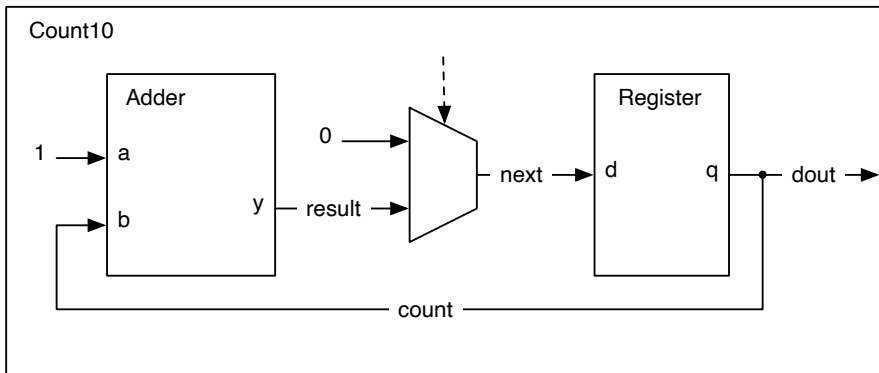 Count10
Adder
Register
0
1
a
next
d
q
dout
y
result
b
count